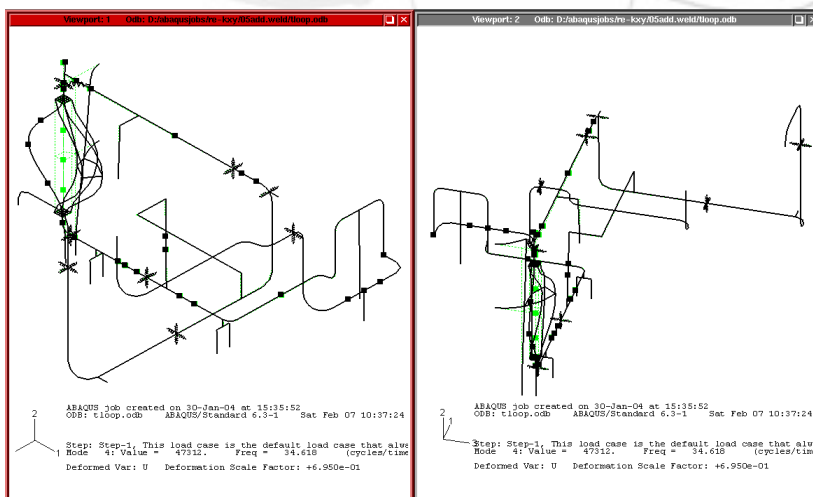 Viewport: 1 Odb: D:/abaqusjobs/re-kxy/05add.weld/tloop.odb
2
1
ABAQUS job created on 30-Jan-04 at 15:35:52
ODB: tloop.odb ABAQUS/Standard 6.3-1 Sat Feb 07 10:37:24
Step: Step-1, This load case is the default load case that alwa
Mode 4: Value = 47312. Freq = 34.618 (cycles/time
Deformed Var: U Deformation Scale Factor: +6.950e-01
Viewport: 2 Odb: D:/abaqusjobs/re-kxy/05add.weld/tloop.odb
2
1
3
ABAQUS job created on 30-Jan-04 at 15:35:52
ODB: tloop.odb ABAQUS/Standard 6.3-1 Sat Feb 07 10:37:24
Step: Step-1, This load case is the default load case that alw
Mode 4: Value = 47312. Freq = 34.618 (cycles/tim
Deformed Var: U Deformation Scale Factor: +6.950e-01